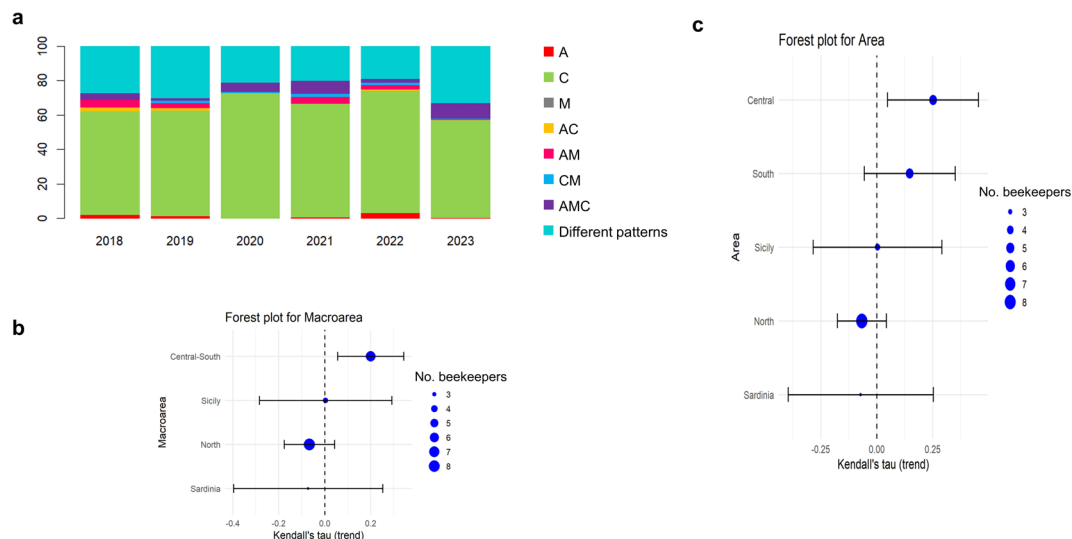 a
100
80
60
40
20
0
2018 2019 2020 2021 2022 2023
A
C
M
AC
AM
CM
AMC
Different patterns
b
Forest plot for Macroarea
Macroarea
Central-South
Sicily
North
Sardinia
-0.4 -0.2 0.0 0.2
Kendall's tau (trend)
No. beekeepers
3
4
5
6
7
8
c
Forest plot for Area
Area
Central
South
Sicily
North
Sardinia
-0.25 0.00 0.25
Kendall's tau (trend)
No. beekeepers
3
4
5
6
7
8